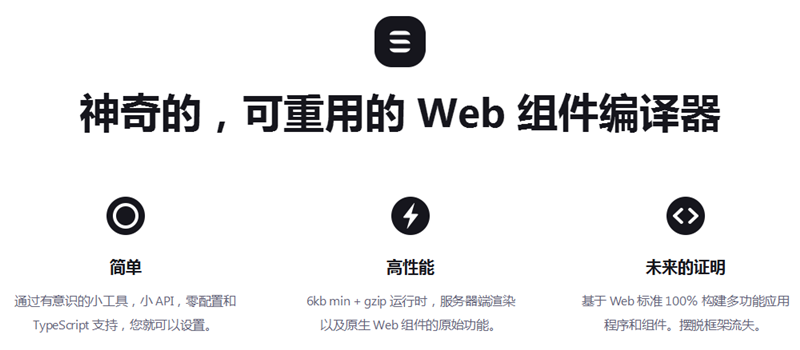 神奇的，可重用的 Web 组件编译器
简单
通过有意识的小工具，小 API，零配置和
TypeScript 支持，您就可以设置。
高性能
6kb min + gzip 运行时，服务器端渲染
以及原生 Web 组件的原始功能。
未来的证明
基于 Web 标准 100% 构建多功能应用
程序和组件。摆脱框架流失。